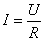 I = U/R